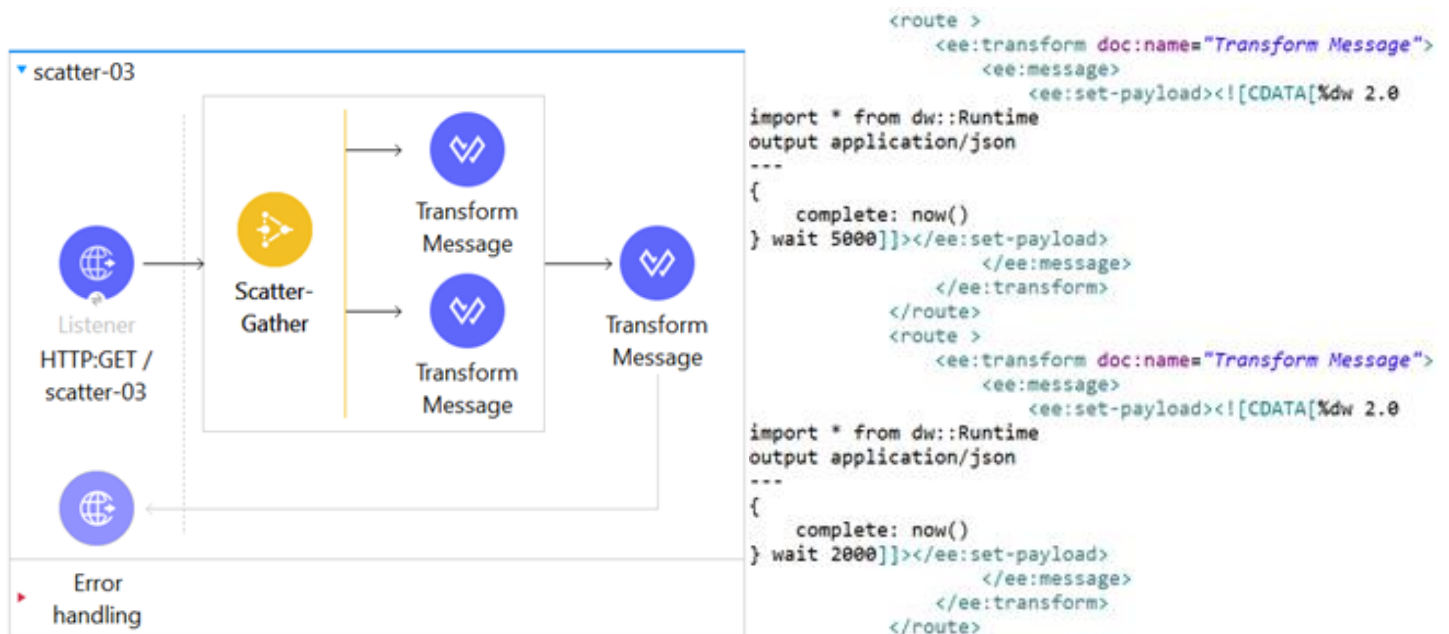 scatter-03
Transform
Message
Scatter-
Gather
Listener
HTTP:GET /
scatter-03
Transform
Message
Transform
Message
Error
handling
<route >
<ee:transform doc:name="Transform Message">
<ee:message>
<ee:set-payload><![CDATA[%dw 2.0
import * from dw::Runtime
output application/json
---
{
complete: now()
} wait 5000]]></ee:set-payload>
</ee:message>
</ee:transform>
</route>
<route >
<ee:transform doc:name="Transform Message">
<ee:message>
<ee:set-payload><![CDATA[%dw 2.0
import * from dw::Runtime
output application/json
---
{
complete: now()
} wait 2000]]></ee:set-payload>
</ee:message>
</ee:transform>
</route>